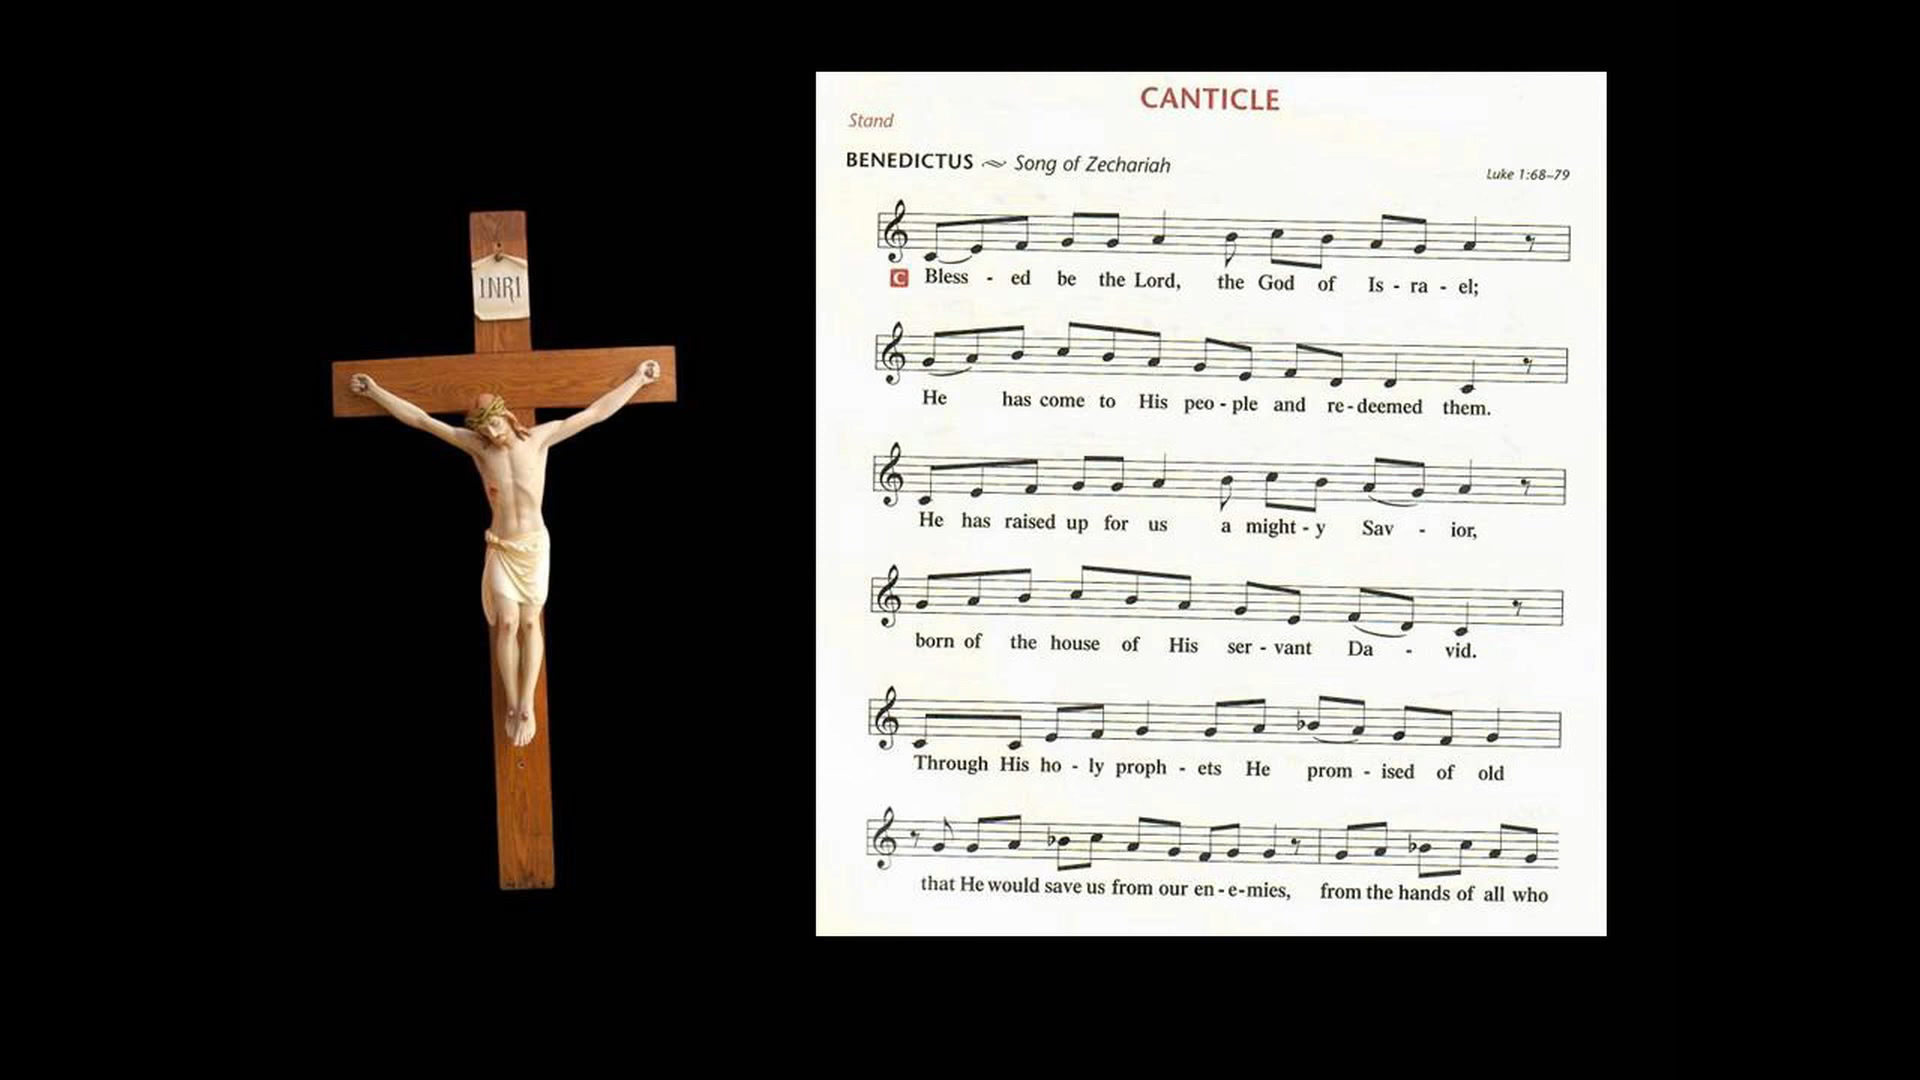 INRI
CANTICLE
Stand
BENEDICTUS Song of Zechariah
Luke 1:68–79
C Bless - ed be the Lord, the God of Is - ra - el;
He has come to His peo - ple and re - deemed them.
He has raised up for us a might - y Sav - ior,
born of the house of His ser - vant Da - vid.
Through His ho - ly proph - ets He prom - ised of old
that He would save us from our en - e - mies, from the hands of all who